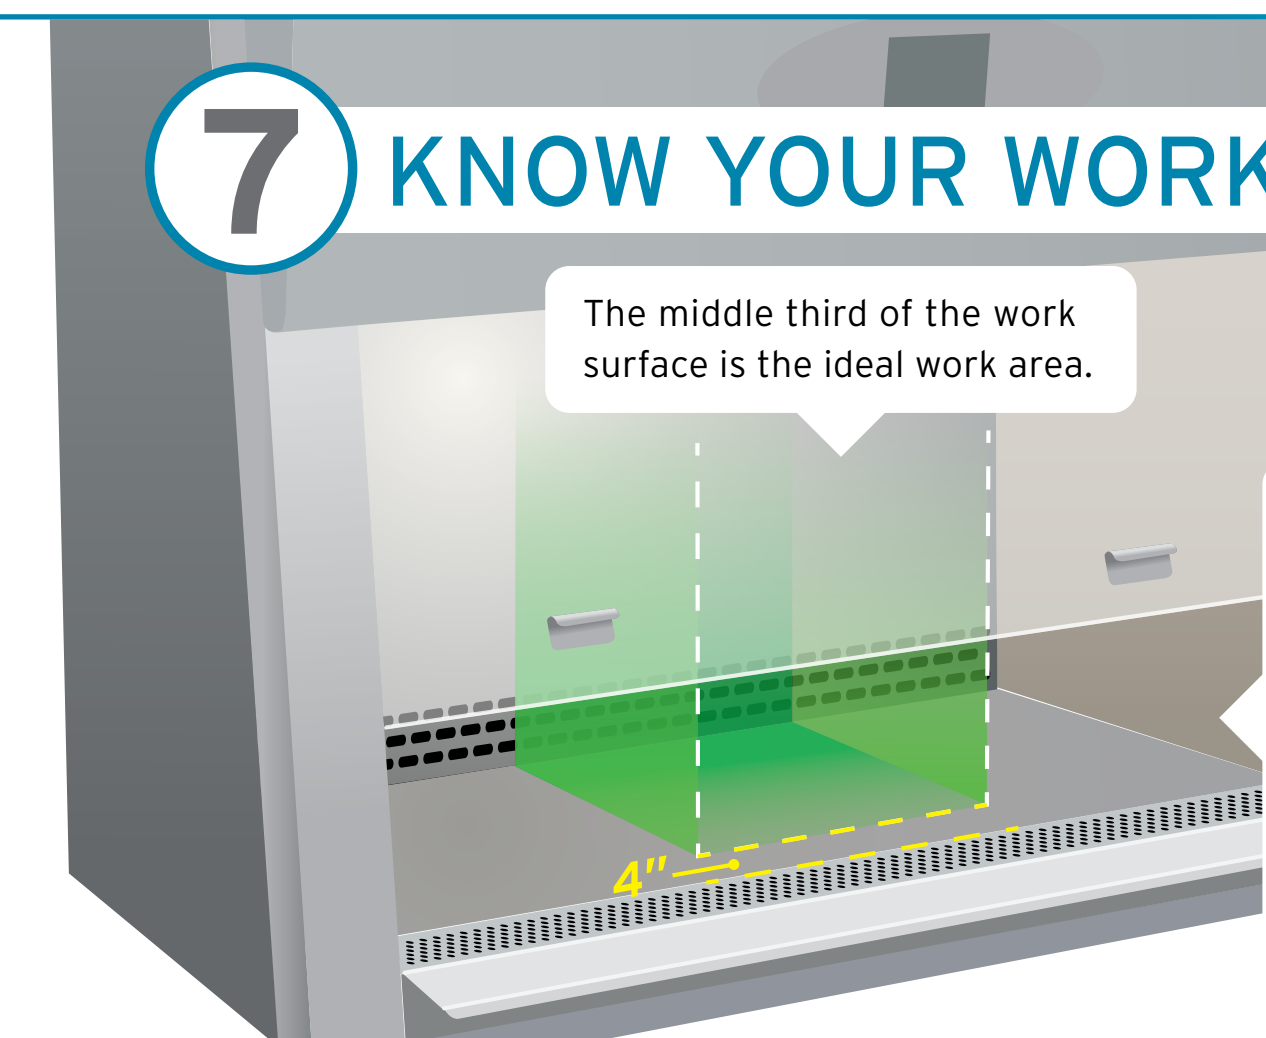 7 KNOW YOUR WORK
The middle third of the work
surface is the ideal work area.
4"